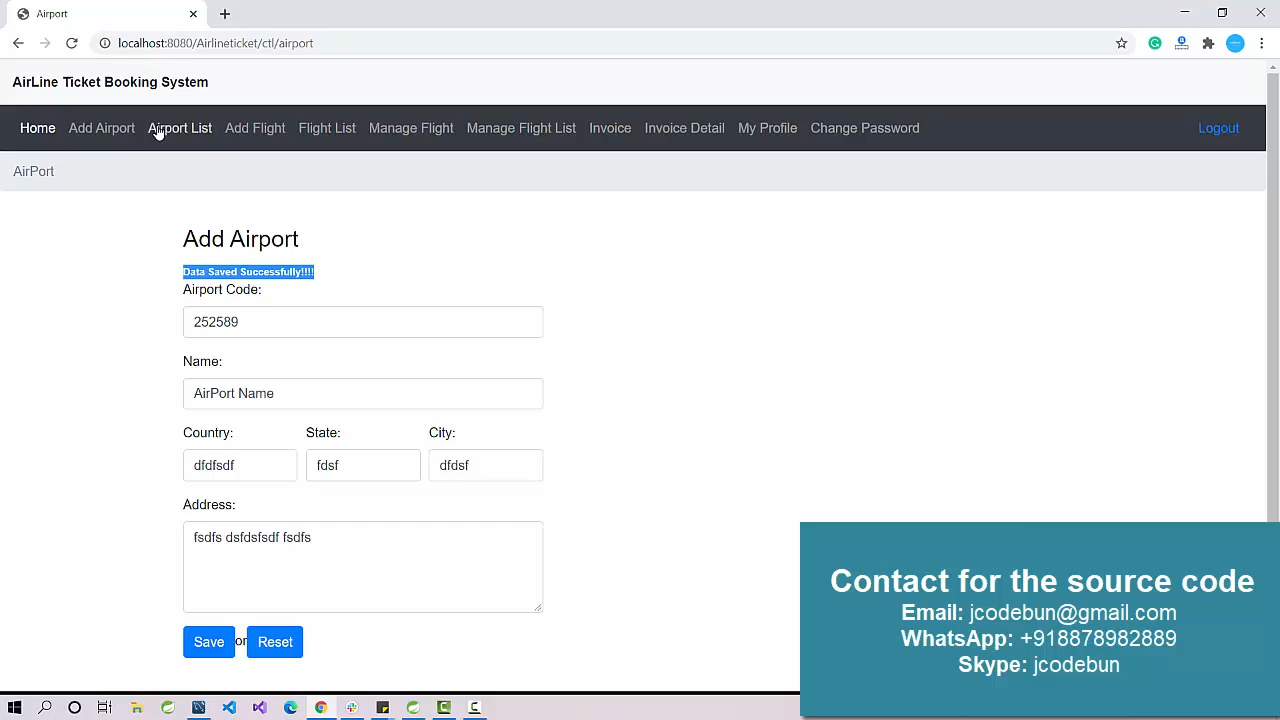 Airport
localhost:8080/Airlineticket/ctl/airport
AirLine Ticket Booking System
Home Add Airport Airport List Add Flight Flight List Manage Flight Manage Flight List Invoice Invoice Detail My Profile Change Password Logout
AirPort
Add Airport
Data Saved Successfully!!!!
Airport Code:
252589
Name:
AirPort Name
Country: State: City:
dfdfsdf fdsf dfdsf
Address:
fsdfs dsfdsfsdf fsdfs
Save or Reset
Contact for the source code
Email: jcodebun@gmail.com
WhatsApp: +918878982889
Skype: jcodebun